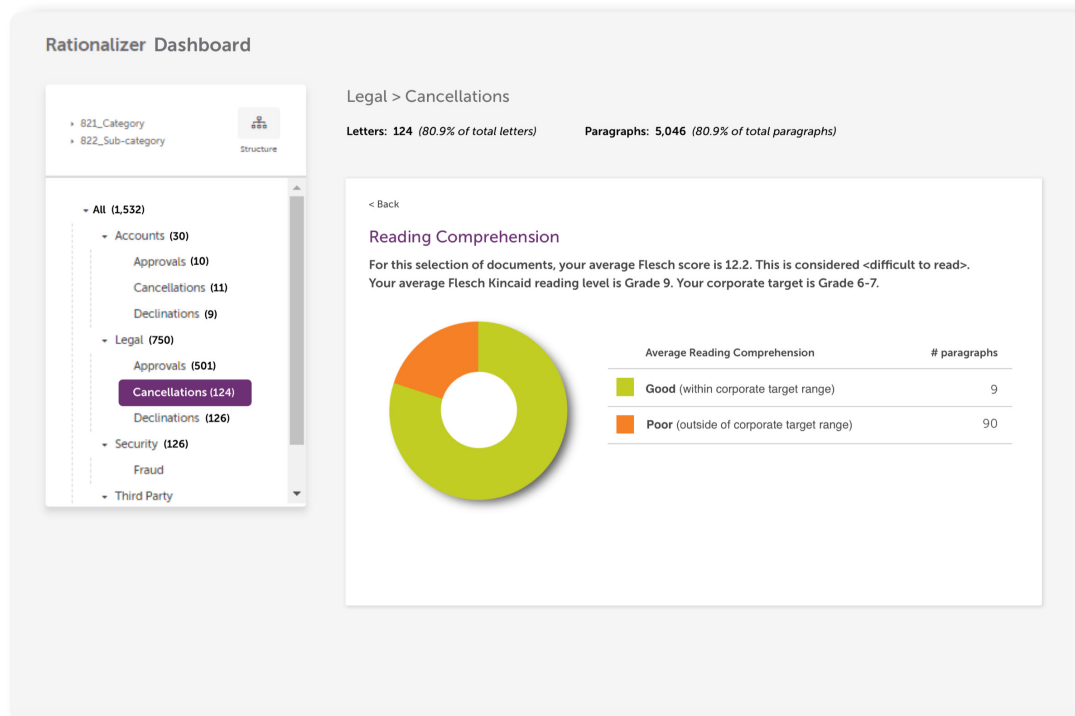 Rationalizer Dashboard
821_Category
822_Sub-category
Structure
All (1,532)
Accounts (30)
Approvals (10)
Cancellations (11)
Declinations (9)
Legal (750)
Approvals (501)
Cancellations (124)
Declinations (126)
Security (126)
Fraud
Third Party
Legal > Cancellations
Letters: 124 (80.9% of total letters) Paragraphs: 5,046 (80.9% of total paragraphs)
< Back
Reading Comprehension
For this selection of documents, your average Flesch score is 12.2. This is considered <difficult to read>.
Your average Flesch Kincaid reading level is Grade 9. Your corporate target is Grade 6-7.
Average Reading Comprehension # paragraphs
Good (within corporate target range) 9
Poor (outside of corporate target range) 90